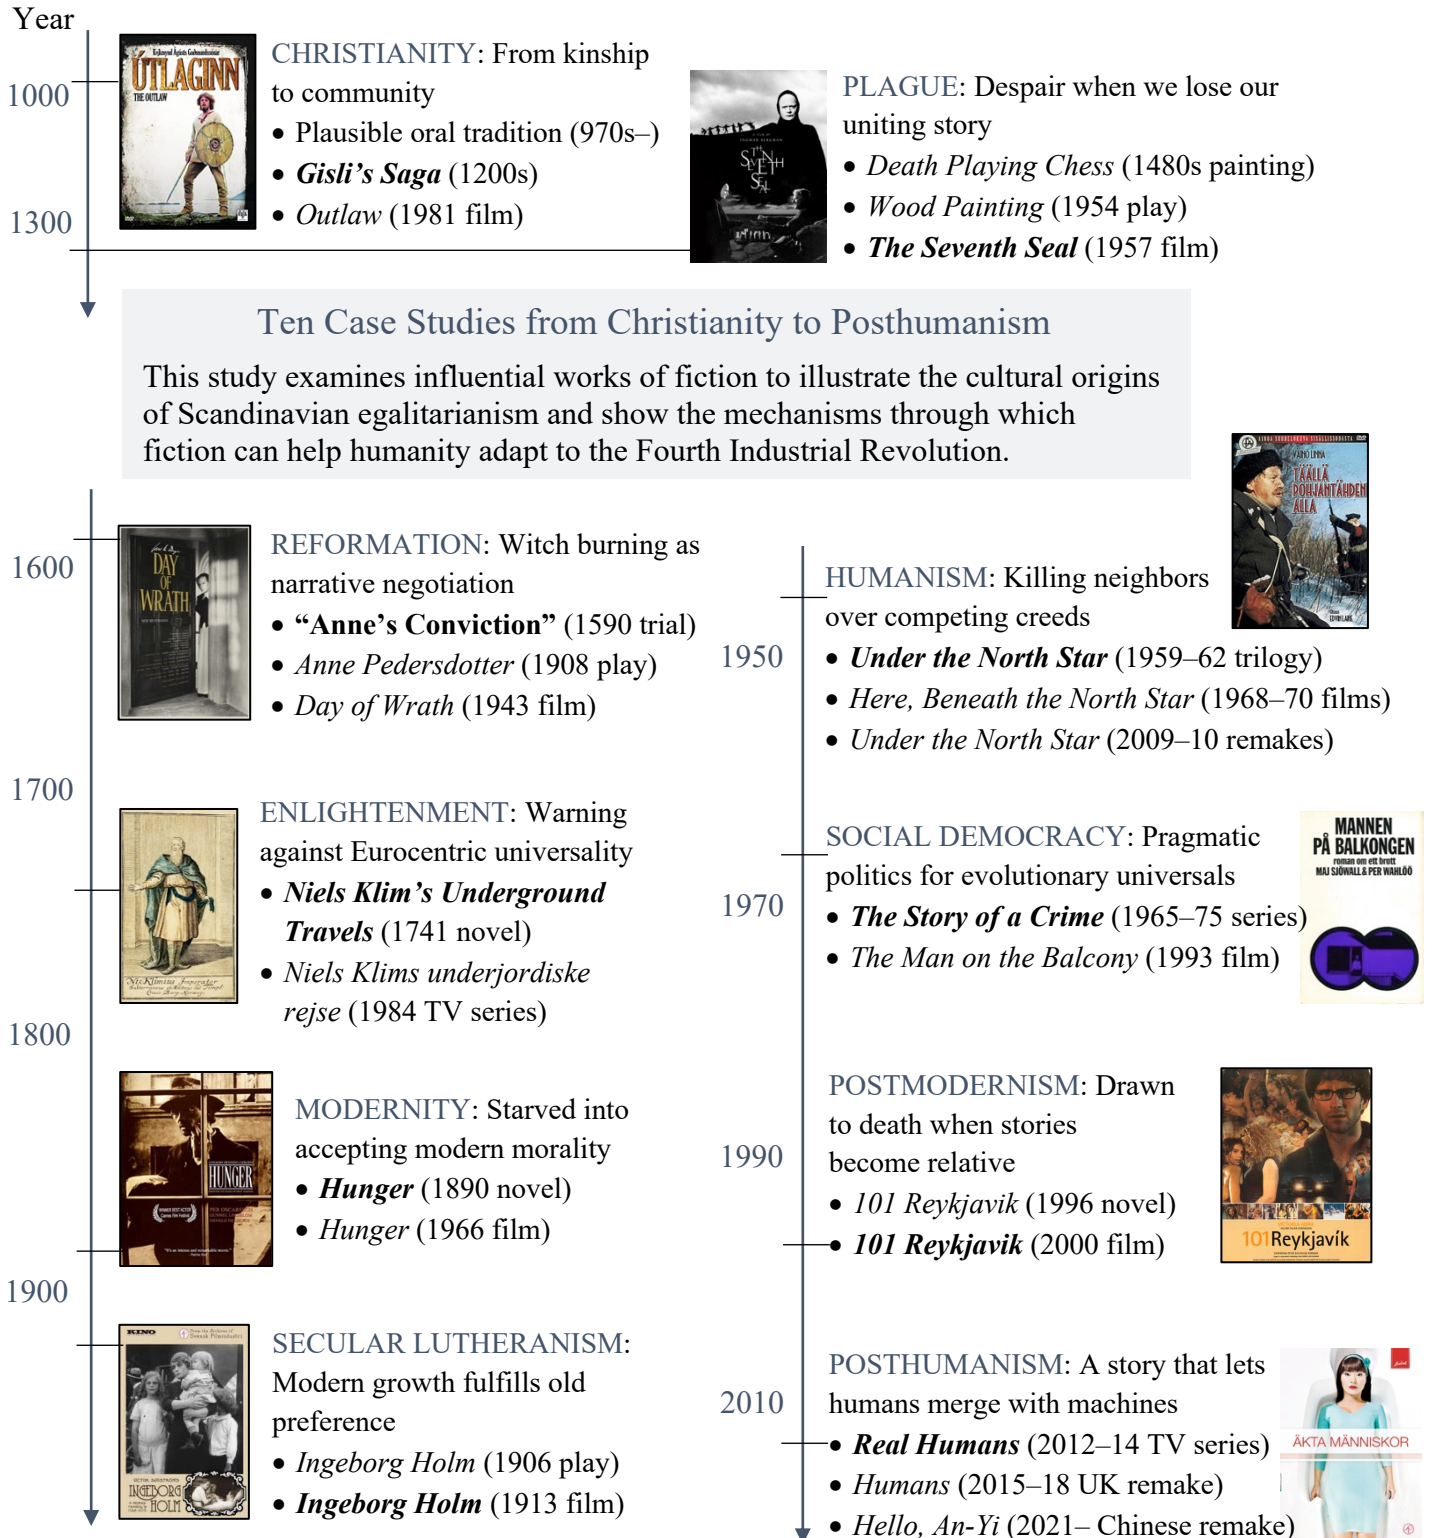 Year
1000
1300
ÚTLAGINN
THE OUTLAW
CHRISTIANITY: From kinship
to community
• Plausible oral tradition (970s–)
• Gisli’s Saga (1200s)
• Outlaw (1981 film)
THE SEVENTH SEAL
PLAGUE: Despair when we lose our
uniting story
• Death Playing Chess (1480s painting)
• Wood Painting (1954 play)
• The Seventh Seal (1957 film)
Ten Case Studies from Christianity to Posthumanism
This study examines influential works of fiction to illustrate the cultural origins
of Scandinavian egalitarianism and show the mechanisms through which
fiction can help humanity adapt to the Fourth Industrial Revolution.
1600
1700
1800
1900
DAY
OF
WRATH
REFORMATION: Witch burning as
narrative negotiation
• “Anne’s Conviction” (1590 trial)
• Anne Pedersdotter (1908 play)
• Day of Wrath (1943 film)
ENLIGHTENMENT: Warning
against Eurocentric universality
• Niels Klim’s Underground
Travels (1741 novel)
• Niels Klims underjordiske
rejse (1984 TV series)
HUNGER
MODERNITY: Starved into
accepting modern morality
• Hunger (1890 novel)
• Hunger (1966 film)
KINO
INGEBORG
HOLM
SECULAR LUTHERANISM:
Modern growth fulfills old
preference
• Ingeborg Holm (1906 play)
• Ingeborg Holm (1913 film)
1950
1970
1990
2010
VÄINÖ LINNA
TÄÄLLÄ
POHJANTÄHDEN
ALLA
HUMANISM: Killing neighbors
over competing creeds
• Under the North Star (1959–62 trilogy)
• Here, Beneath the North Star (1968–70 films)
• Under the North Star (2009–10 remakes)
MANNEN
PÅ BALKONGEN
roman om ett brott
MAJ SJÖWALL & PER WAHLÖÖ
SOCIAL DEMOCRACY: Pragmatic
politics for evolutionary universals
• The Story of a Crime (1965–75 series)
• The Man on the Balcony (1993 film)
POSTMODERNISM: Drawn
to death when stories
become relative
• 101 Reykjavik (1996 novel)
• 101 Reykjavik (2000 film)
101Reykjavík
POSTHUMANISM: A story that lets
humans merge with machines
• Real Humans (2012–14 TV series)
• Humans (2015–18 UK remake)
• Hello, An-Yi (2021– Chinese remake)
ÄKTA MÄNNISKOR